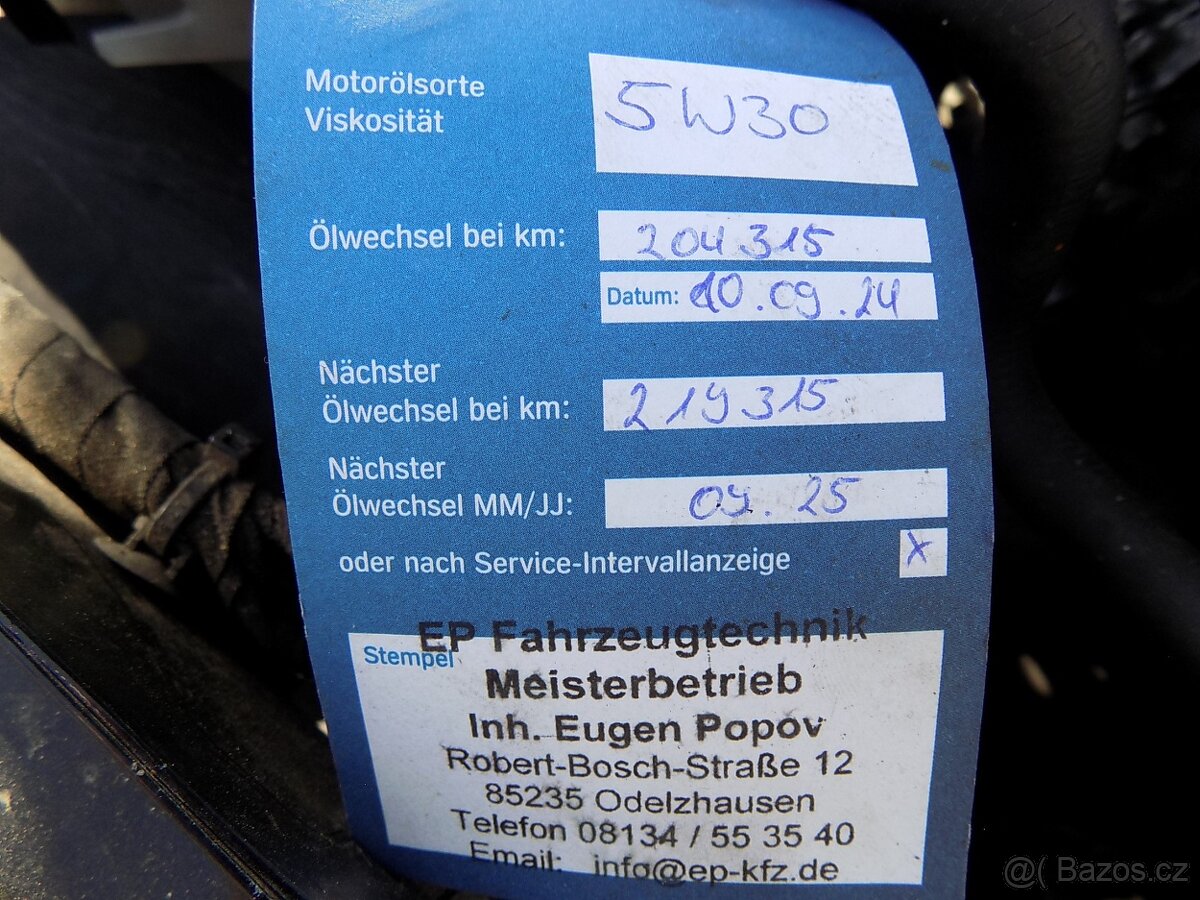 Motorölsorte
Viskosität
5W30
Ölwechsel bei km: 204315
Datum: 10.09.24
Nächster
Ölwechsel bei km: 219315
Nächster
Ölwechsel MM/JJ: 09.25
oder nach Service-Intervallanzeige X
EP Fahrzeugtechnik
Stempel
Meisterbetrieb
Inh. Eugen Popov
Robert-Bosch-Straße 12
85235 Odelzhausen
Telefon 08134 / 55 35 40
Email: info@ep-kfz.de
@( Bazos.cz